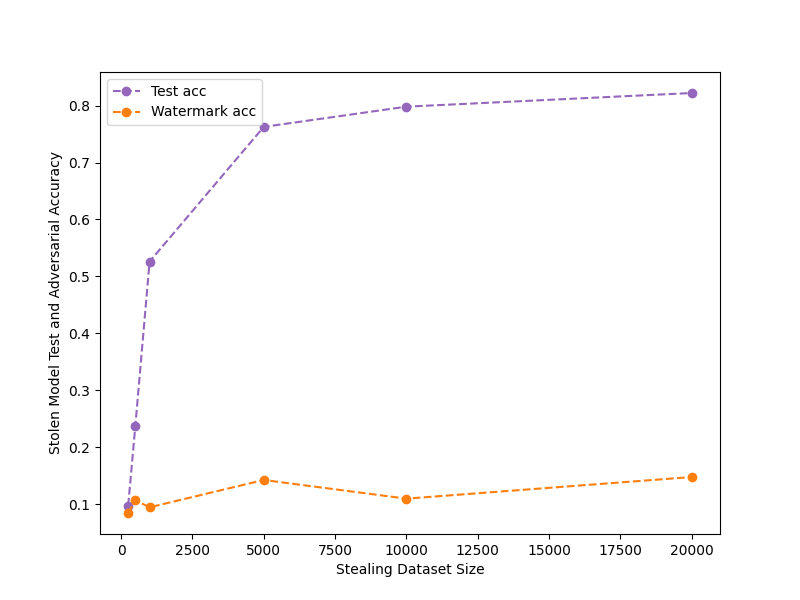 Test acc
Watermark acc
Stolen Model Test and Adversarial Accuracy
0.8
0.7
0.6
0.5
0.4
0.3
0.2
0.1
0 2500 5000 7500 10000 12500 15000 17500 20000
Stealing Dataset Size